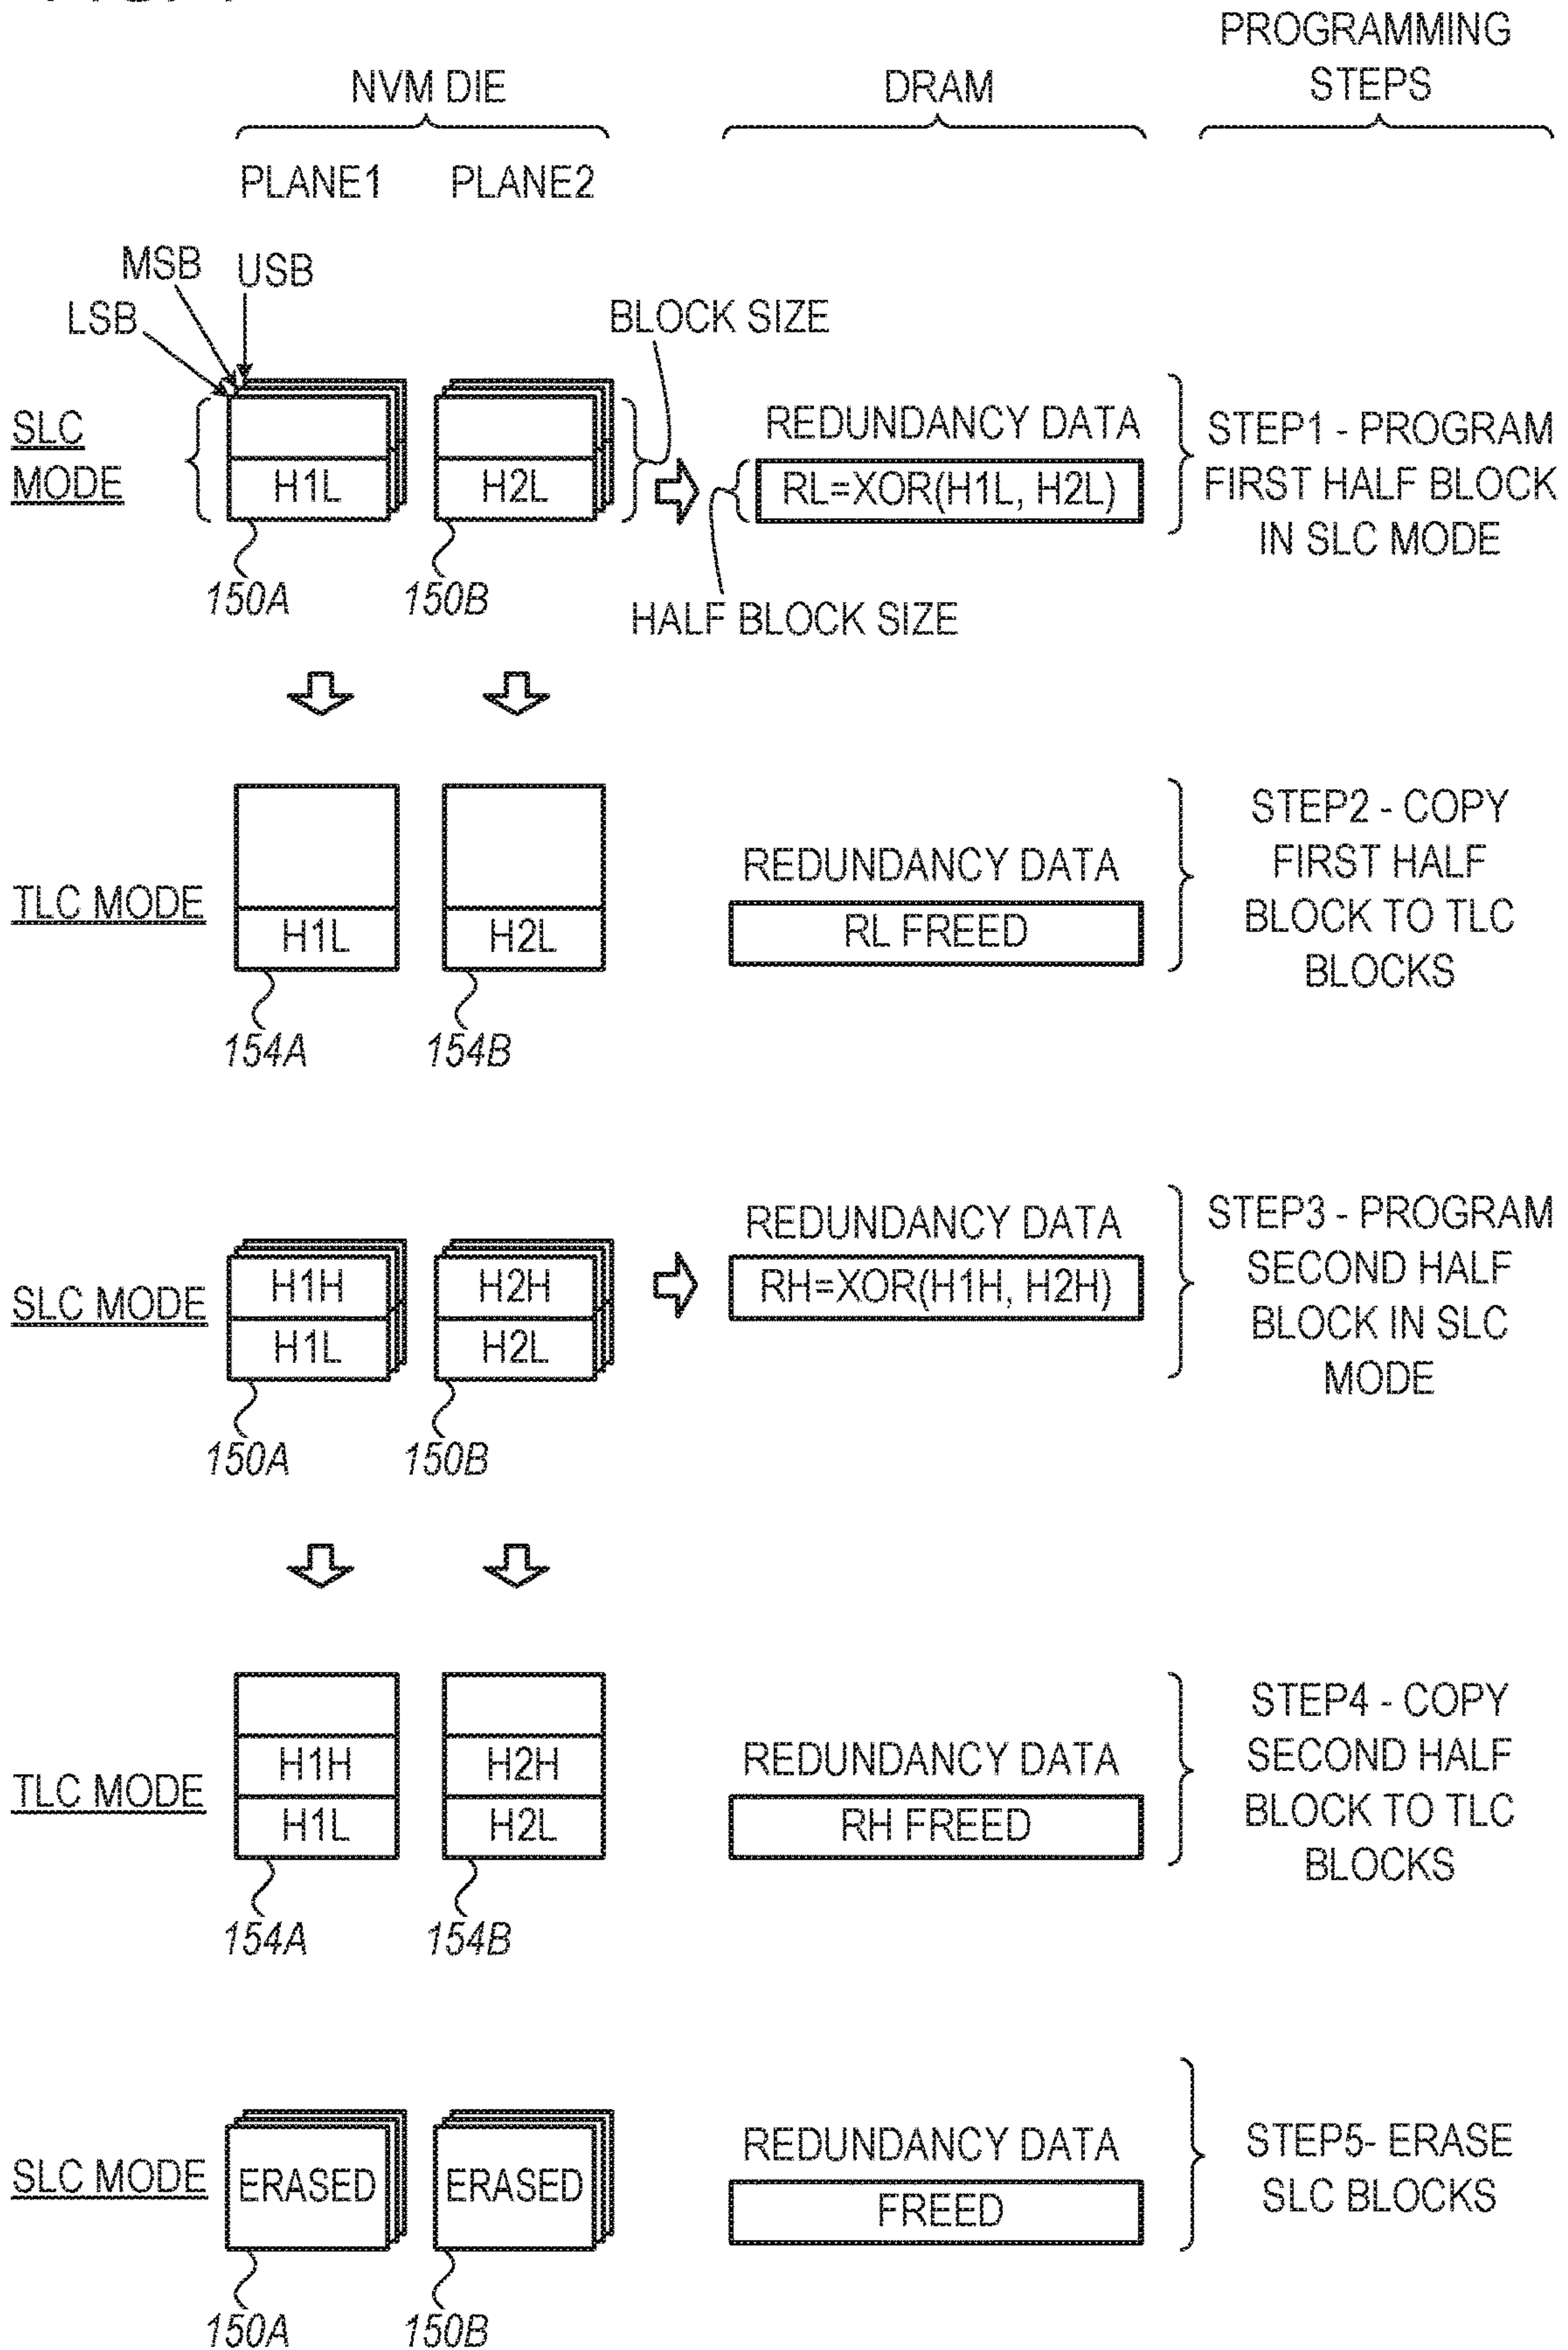 PROGRAMMING
STEPS
NVM DIE
DRAM
PLANE1
PLANE2
MSB
USB
LSB
BLOCK SIZE
SLC
MODE
H1L
H2L
REDUNDANCY DATA
RL=XOR(H1L, H2L)
STEP1 - PROGRAM
FIRST HALF BLOCK
IN SLC MODE
150A
150B
HALF BLOCK SIZE
TLC MODE
H1L
H2L
REDUNDANCY DATA
RL FREED
STEP2 - COPY
FIRST HALF
BLOCK TO TLC
BLOCKS
154A
154B
SLC MODE
H1H
H2H
H1L
H2L
REDUNDANCY DATA
RH=XOR(H1H, H2H)
STEP3 - PROGRAM
SECOND HALF
BLOCK IN SLC
MODE
150A
150B
TLC MODE
H1H
H2H
H1L
H2L
REDUNDANCY DATA
RH FREED
STEP4 - COPY
SECOND HALF
BLOCK TO TLC
BLOCKS
154A
154B
SLC MODE
ERASED
ERASED
REDUNDANCY DATA
FREED
STEP5- ERASE
SLC BLOCKS
150A
150B